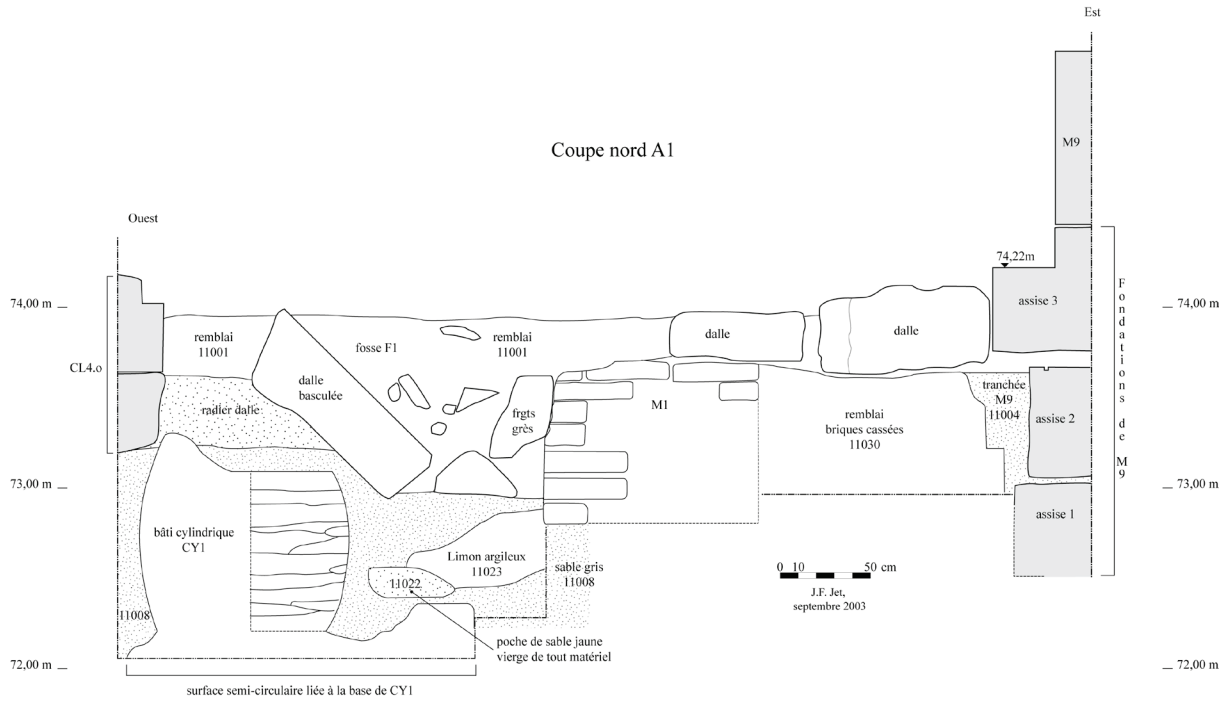 Est
M9
Coupe nord A1
Ouest
74,22m
74,00 m
74,00 m
assise 3
remblai
11001
fosse F1
remblai
11001
dalle
dalle
CL4.o
dalle
basculée
radier dalle
frgts
grès
M1
remblai
briques cassées
11030
tranchée
M9
11004
assise 2
Fondations de M9
73,00 m
73,00 m
assise 1
bâti cylindrique
CY1
Limon argileux
11023
sable gris
11008
11022
11008
0 10 50 cm
J.F. Jet,
septembre 2003
poche de sable jaune
vierge de tout matériel
72,00 m
72,00 m
surface semi-circulaire liée à la base de CY1